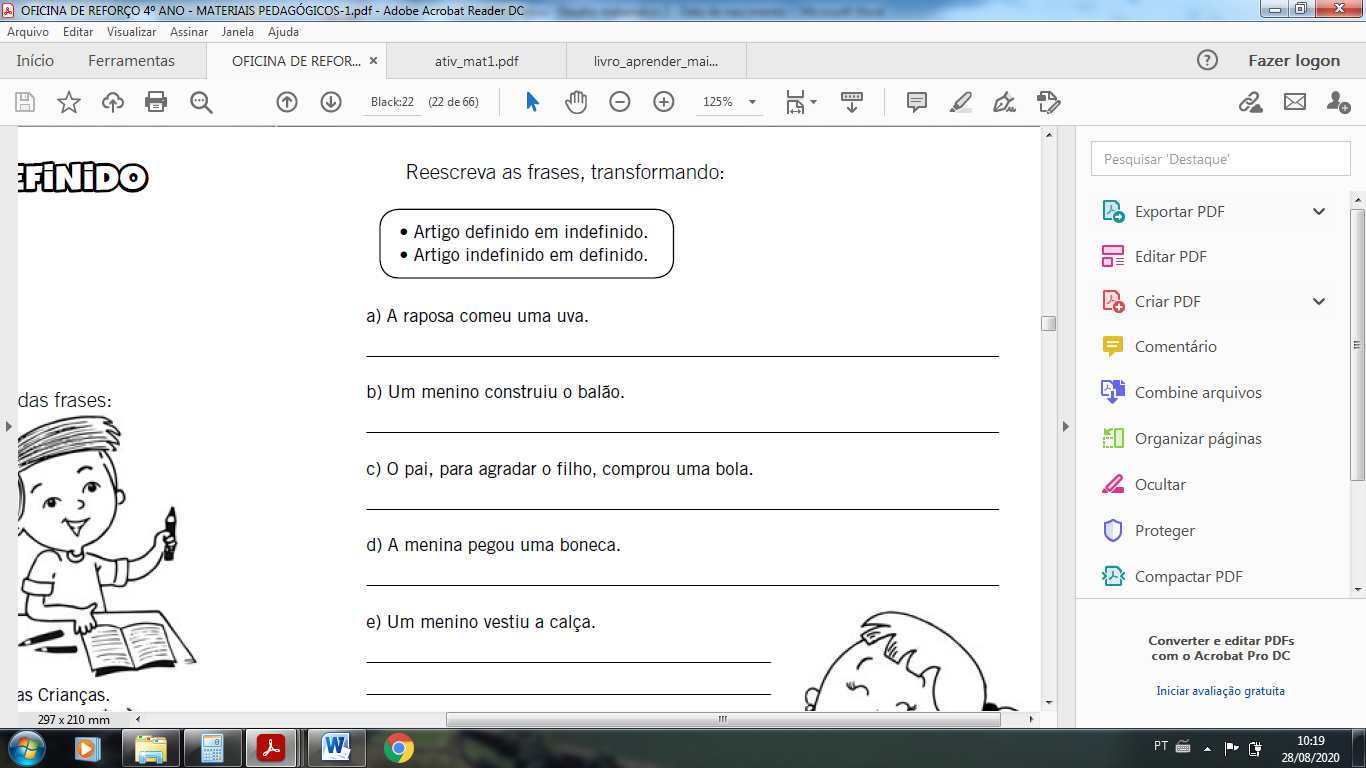 OFICINA DE REFORÇO 4º ANO - MATERIAIS PEDAGÓGICOS-1.pdf - Adobe Acrobat Reader DC
Arquivo Editar Visualizar Assinar Janela Ajuda
Início Ferramentas OFICINA DE REFOR... × ativ_mat1.pdf livro_aprender_mai... Fazer logon
Black:22 (22 de 66) 125%
EFINIDO
Reescreva as frases, transformando:
• Artigo definido em indefinido.
• Artigo indefinido em definido.
a) A raposa comeu uma uva.
b) Um menino construiu o balão.
das frases:
c) O pai, para agradar o filho, comprou uma bola.
d) A menina pegou uma boneca.
e) Um menino vestiu a calça.
as Crianças.
297 x 210 mm
Pesquisar 'Destaque'
Exportar PDF
Editar PDF
Criar PDF
Comentário
Combine arquivos
Organizar páginas
Ocultar
Proteger
Compactar PDF
Converter e editar PDFs
com o Acrobat Pro DC
Iniciar avaliação gratuita
PT
10:19
28/08/2020